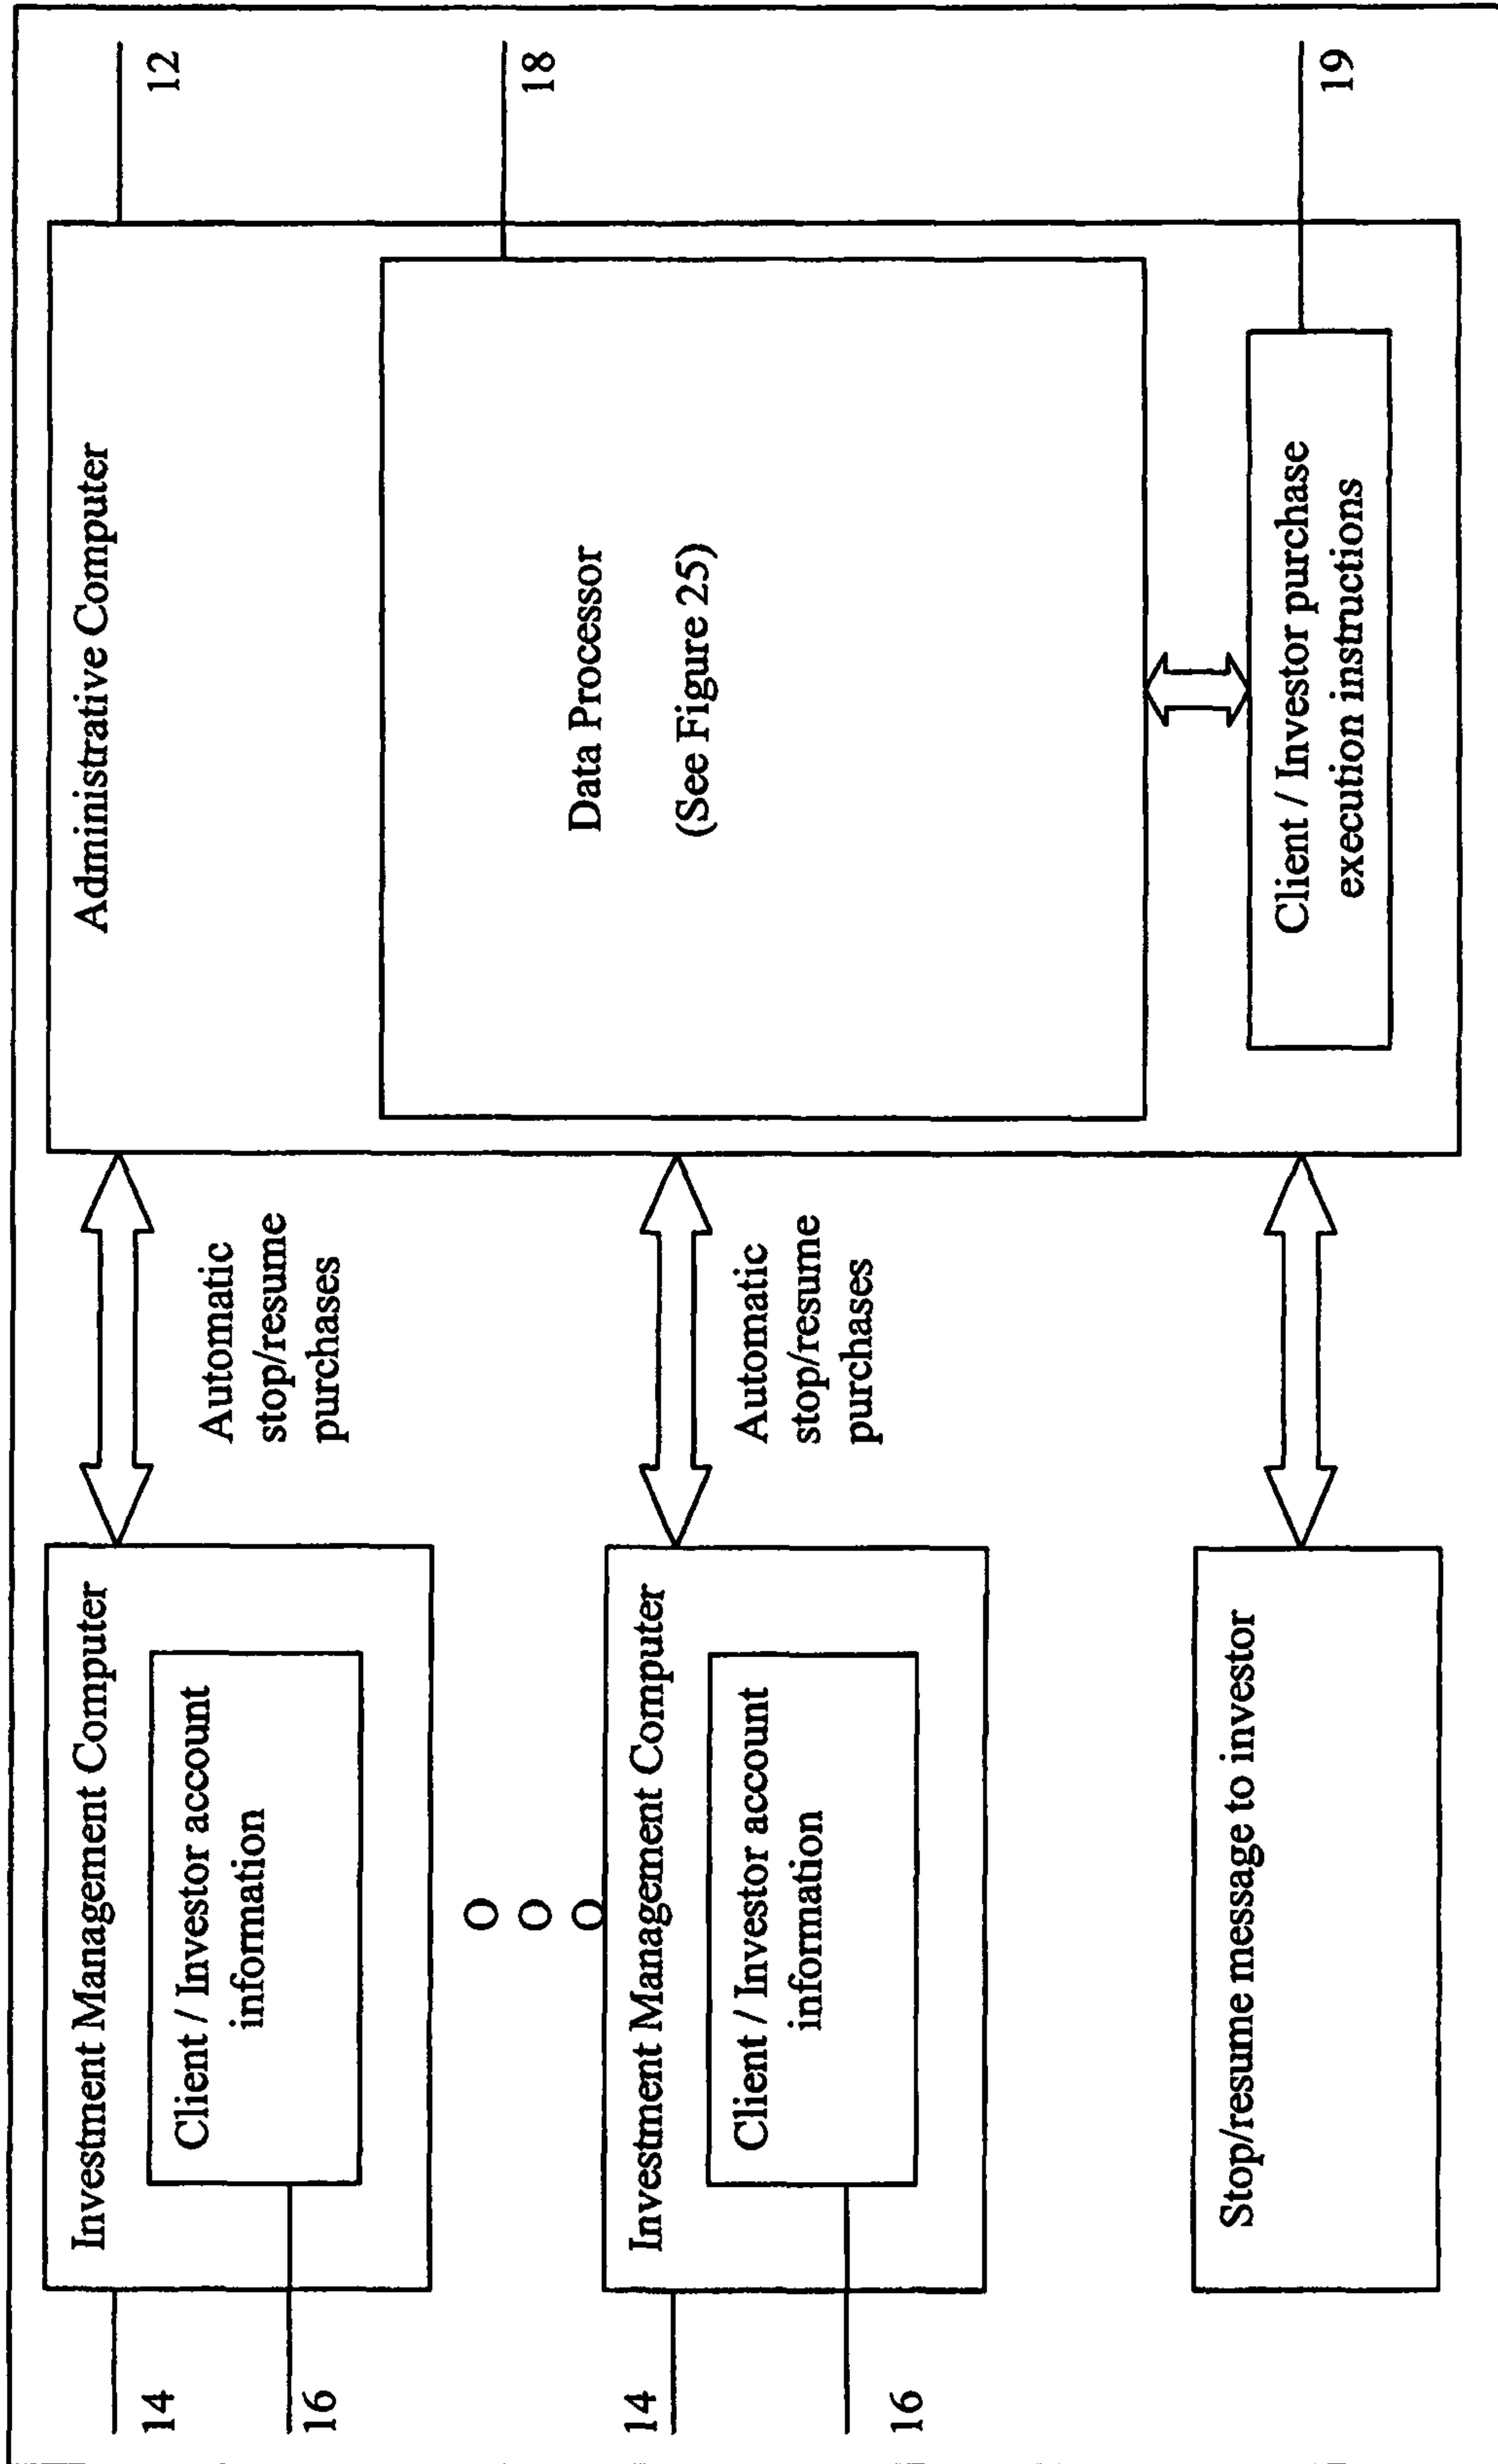 14
Investment Management Computer
16
Client / Investor account
information
Automatic
stop/resume
purchases
14
Investment Management Computer
16
Client / Investor account
information
Automatic
stop/resume
purchases
Stop/resume message to investor
Administrative Computer
12
Data Processor
(See Figure 25)
18
Client / Investor purchase
execution instructions
19